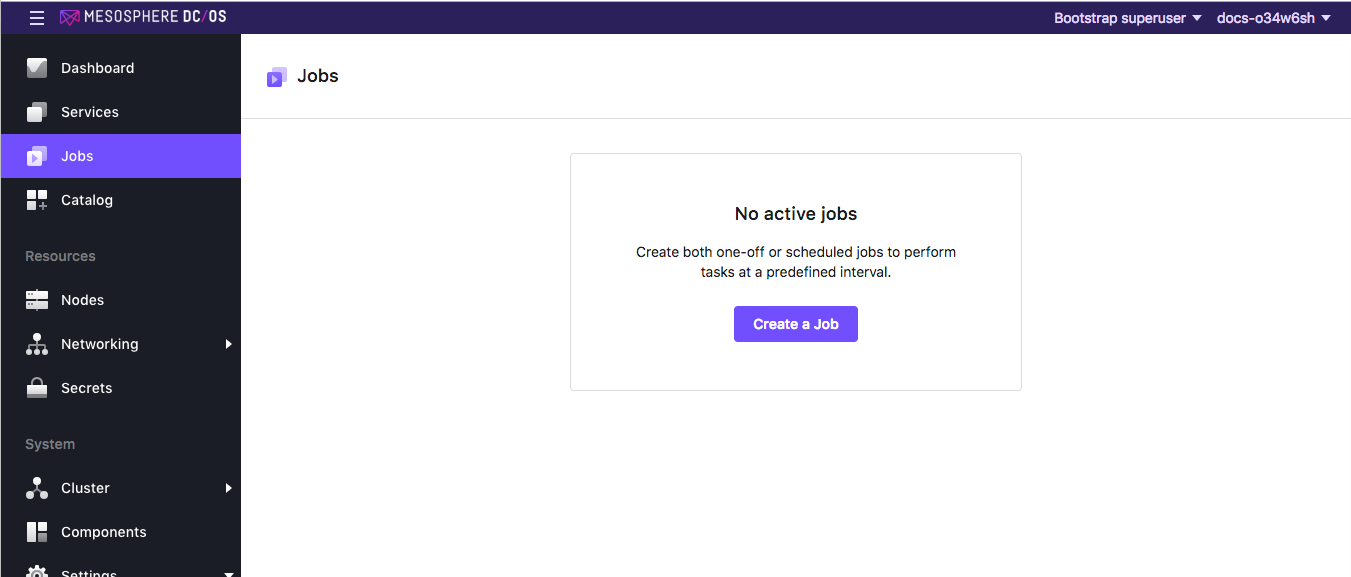 MESOSPHERE DC/OS
Bootstrap superuser
docs-o34w6sh
Dashboard
Services
Jobs
Catalog
Resources
Nodes
Networking
Secrets
System
Cluster
Components
Settings
Jobs
No active jobs
Create both one-off or scheduled jobs to perform
tasks at a predefined interval.
Create a Job